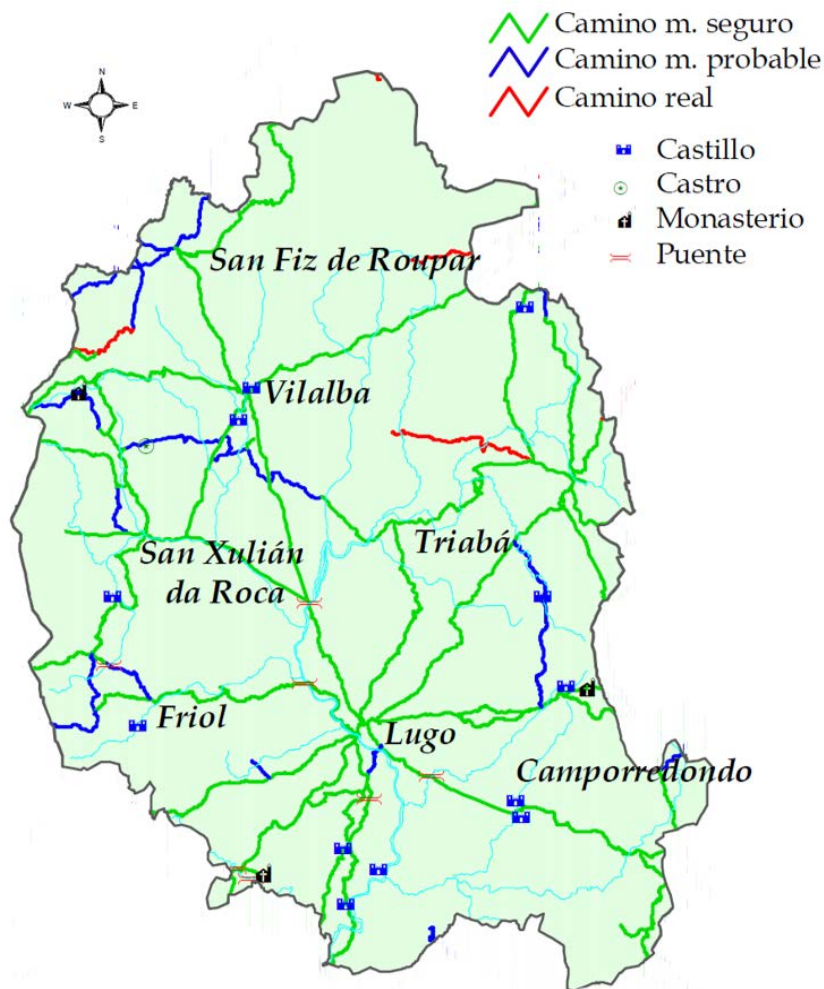 Camino m. seguro
Camino m. probable
Camino real
Castillo
Castro
Monasterio
Puente
N
W E
S
San Fiz de Roupar
Vilalba
San Xulián
da Roca
Triabá
Friol
Lugo
Camporredondo